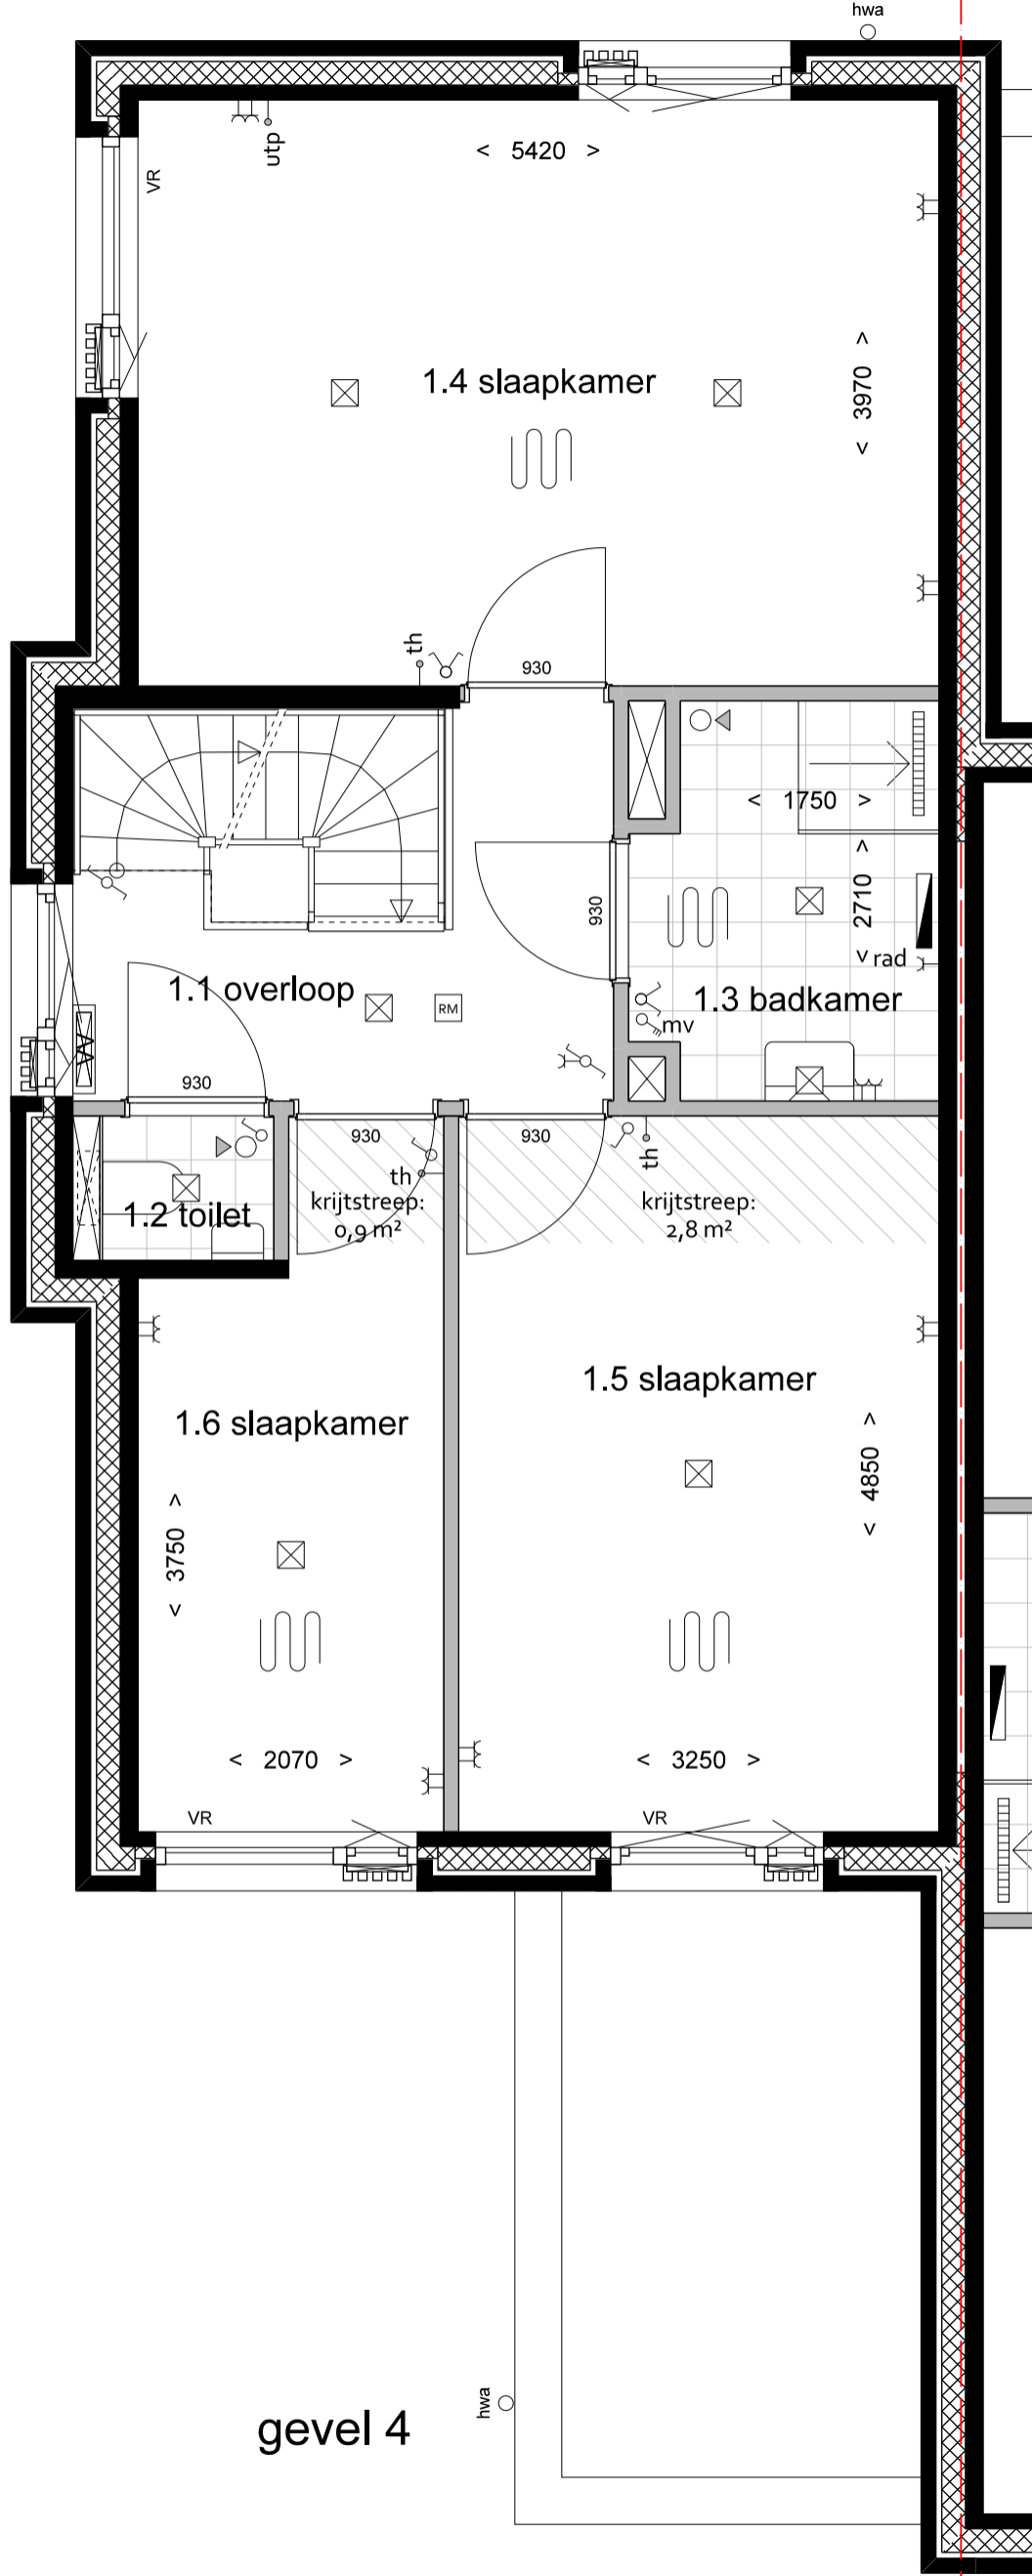 hwa
utp
< 5420 >
VR
1.4 slaapkamer
< 3970 >
th
930
< 1750 >
< 2710 >
930
rad
1.1 overloop
RM
1.3 badkamer
mv
W
930
930
930
th
th
krijtstreep:
0,9 m²
krijtstreep:
2,8 m²
1.2 toilet
1.5 slaapkamer
1.6 slaapkamer
< 4850 >
< 3750 >
< 2070 >
< 3250 >
VR
VR
hwa
gevel 4